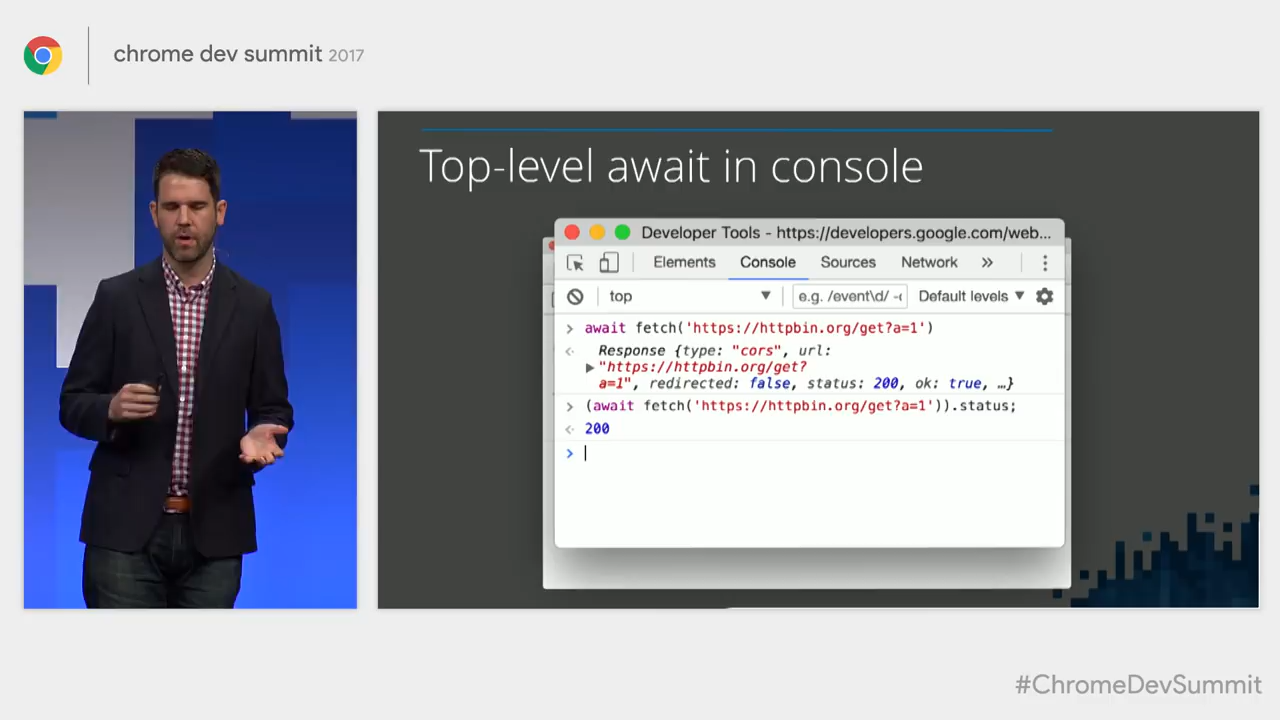 chrome dev summit 2017
Top-level await in console
Developer Tools - https://developers.google.com/web...
Elements Console Sources Network »
top ▼ e.g. /event\d/ -c Default levels ▼
> await fetch('https://httpbin.org/get?a=1')
Response {type: "cors", url:
"https://httpbin.org/get?
a=1", redirected: false, status: 200, ok: true, …}
> (await fetch('https://httpbin.org/get?a=1')).status;
200
>
#ChromeDevSummit